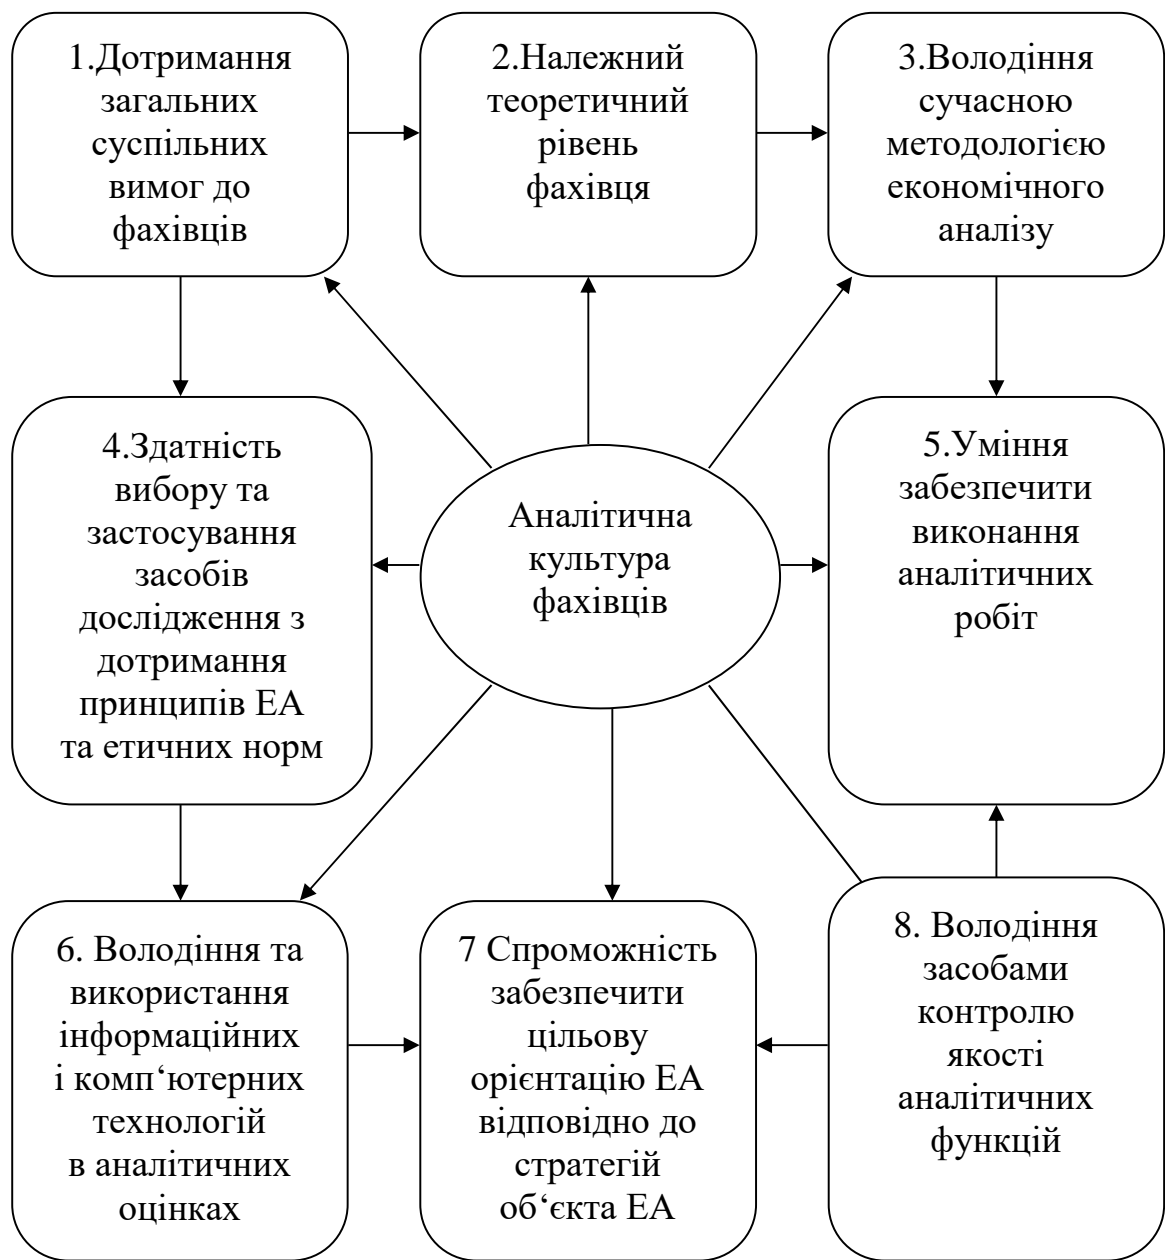 1.Дотримання
загальних
суспільних
вимог до
фахівців
2.Належний
теоретичний
рівень
фахівця
3.Володіння
сучасною
методологією
економічного
аналізу
4.Здатність
вибору та
застосування
засобів
дослідження з
дотримання
принципів ЕА
та етичних норм
Аналітична
культура
фахівців
5.Уміння
забезпечити
виконання
аналітичних
робіт
6. Володіння та
використання
інформаційних
і комп‘ютерних
технологій
в аналітичних
оцінках
7 Спроможність
забезпечити
цільову
орієнтацію ЕА
відповідно до
стратегій
об‘єкта ЕА
8. Володіння
засобами
контролю
якості
аналітичних
функцій